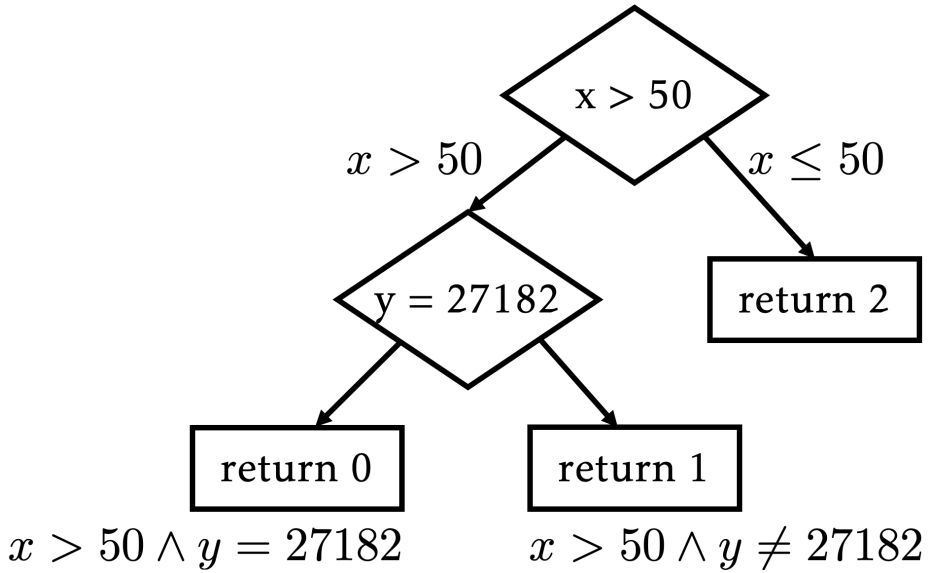 x > 50
x > 50
x ≤ 50
y = 27182
return 2
return 0
return 1
x > 50 ∧ y = 27182
x > 50 ∧ y ≠ 27182